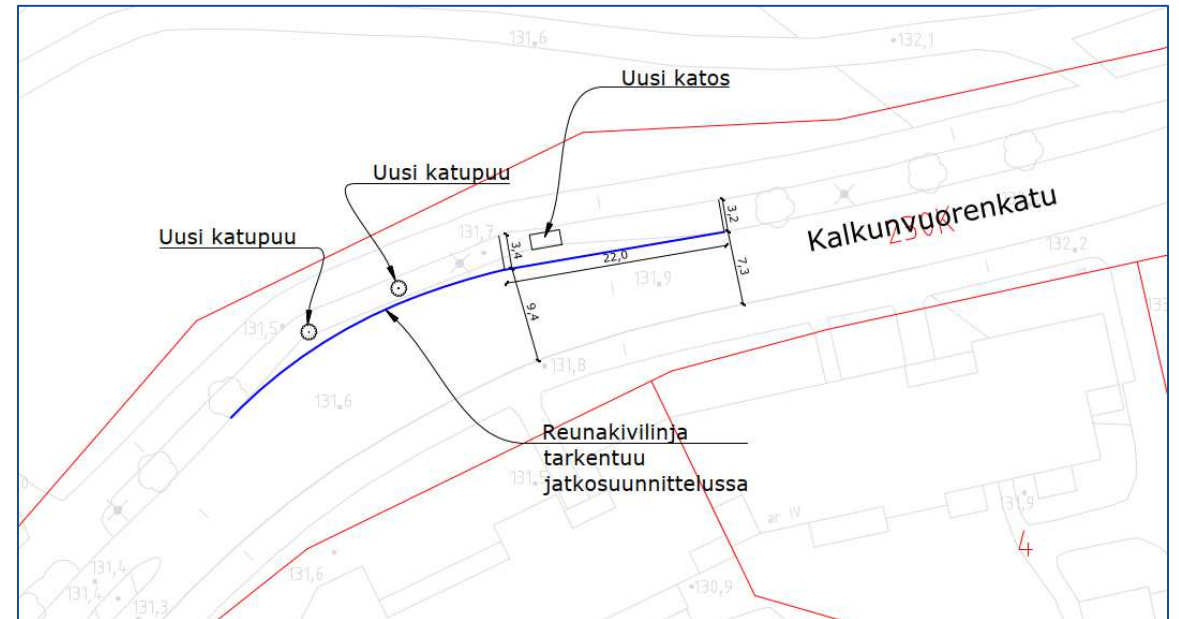 131,6
132,1
Uusi katos
Uusi katupuu
Uusi katupuu
131,7
3,4
3,2
22,0
7,3
9,4
131,9
Kalkunvuorenkatu
132,2
131,5
131,8
131,6
Reunakivilinja
tarkentuu
jatkosuunnittelussa
ar IV
131,9
4
131,6
131,4
131,4
131,3
130,9